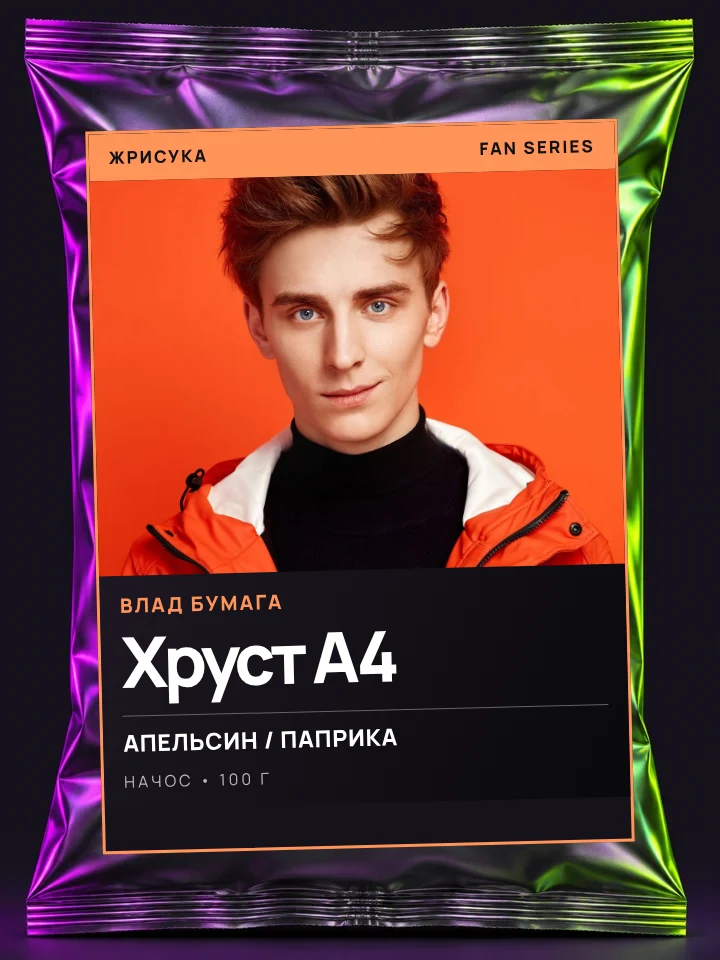 ЖРИСУКА
FAN SERIES
ВЛАД БУМАГА
Хруст А4
АПЕЛЬСИН / ПАПРИКА
НАЧОС • 100 Г